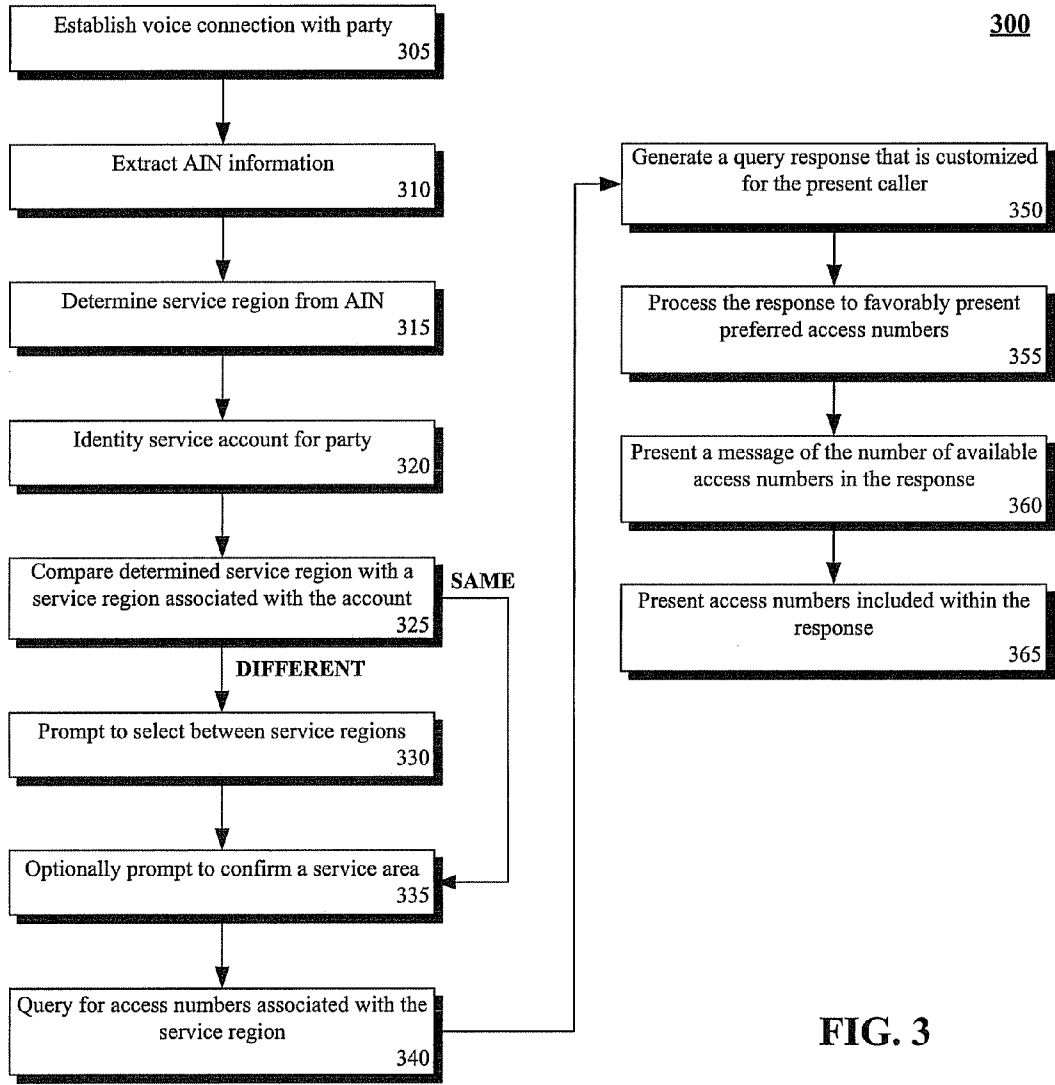 300
Establish voice connection with party
305
Extract AIN information
310
Determine service region from AIN
315
Identity service account for party
320
Compare determined service region with a
service region associated with the account
325
SAME
DIFFERENT
Prompt to select between service regions
330
Optionally prompt to confirm a service area
335
Query for access numbers associated with the
service region
340
Generate a query response that is customized
for the present caller
350
Process the response to favorably present
preferred access numbers
355
Present a message of the number of available
access numbers in the response
360
Present access numbers included within the
response
365
FIG. 3